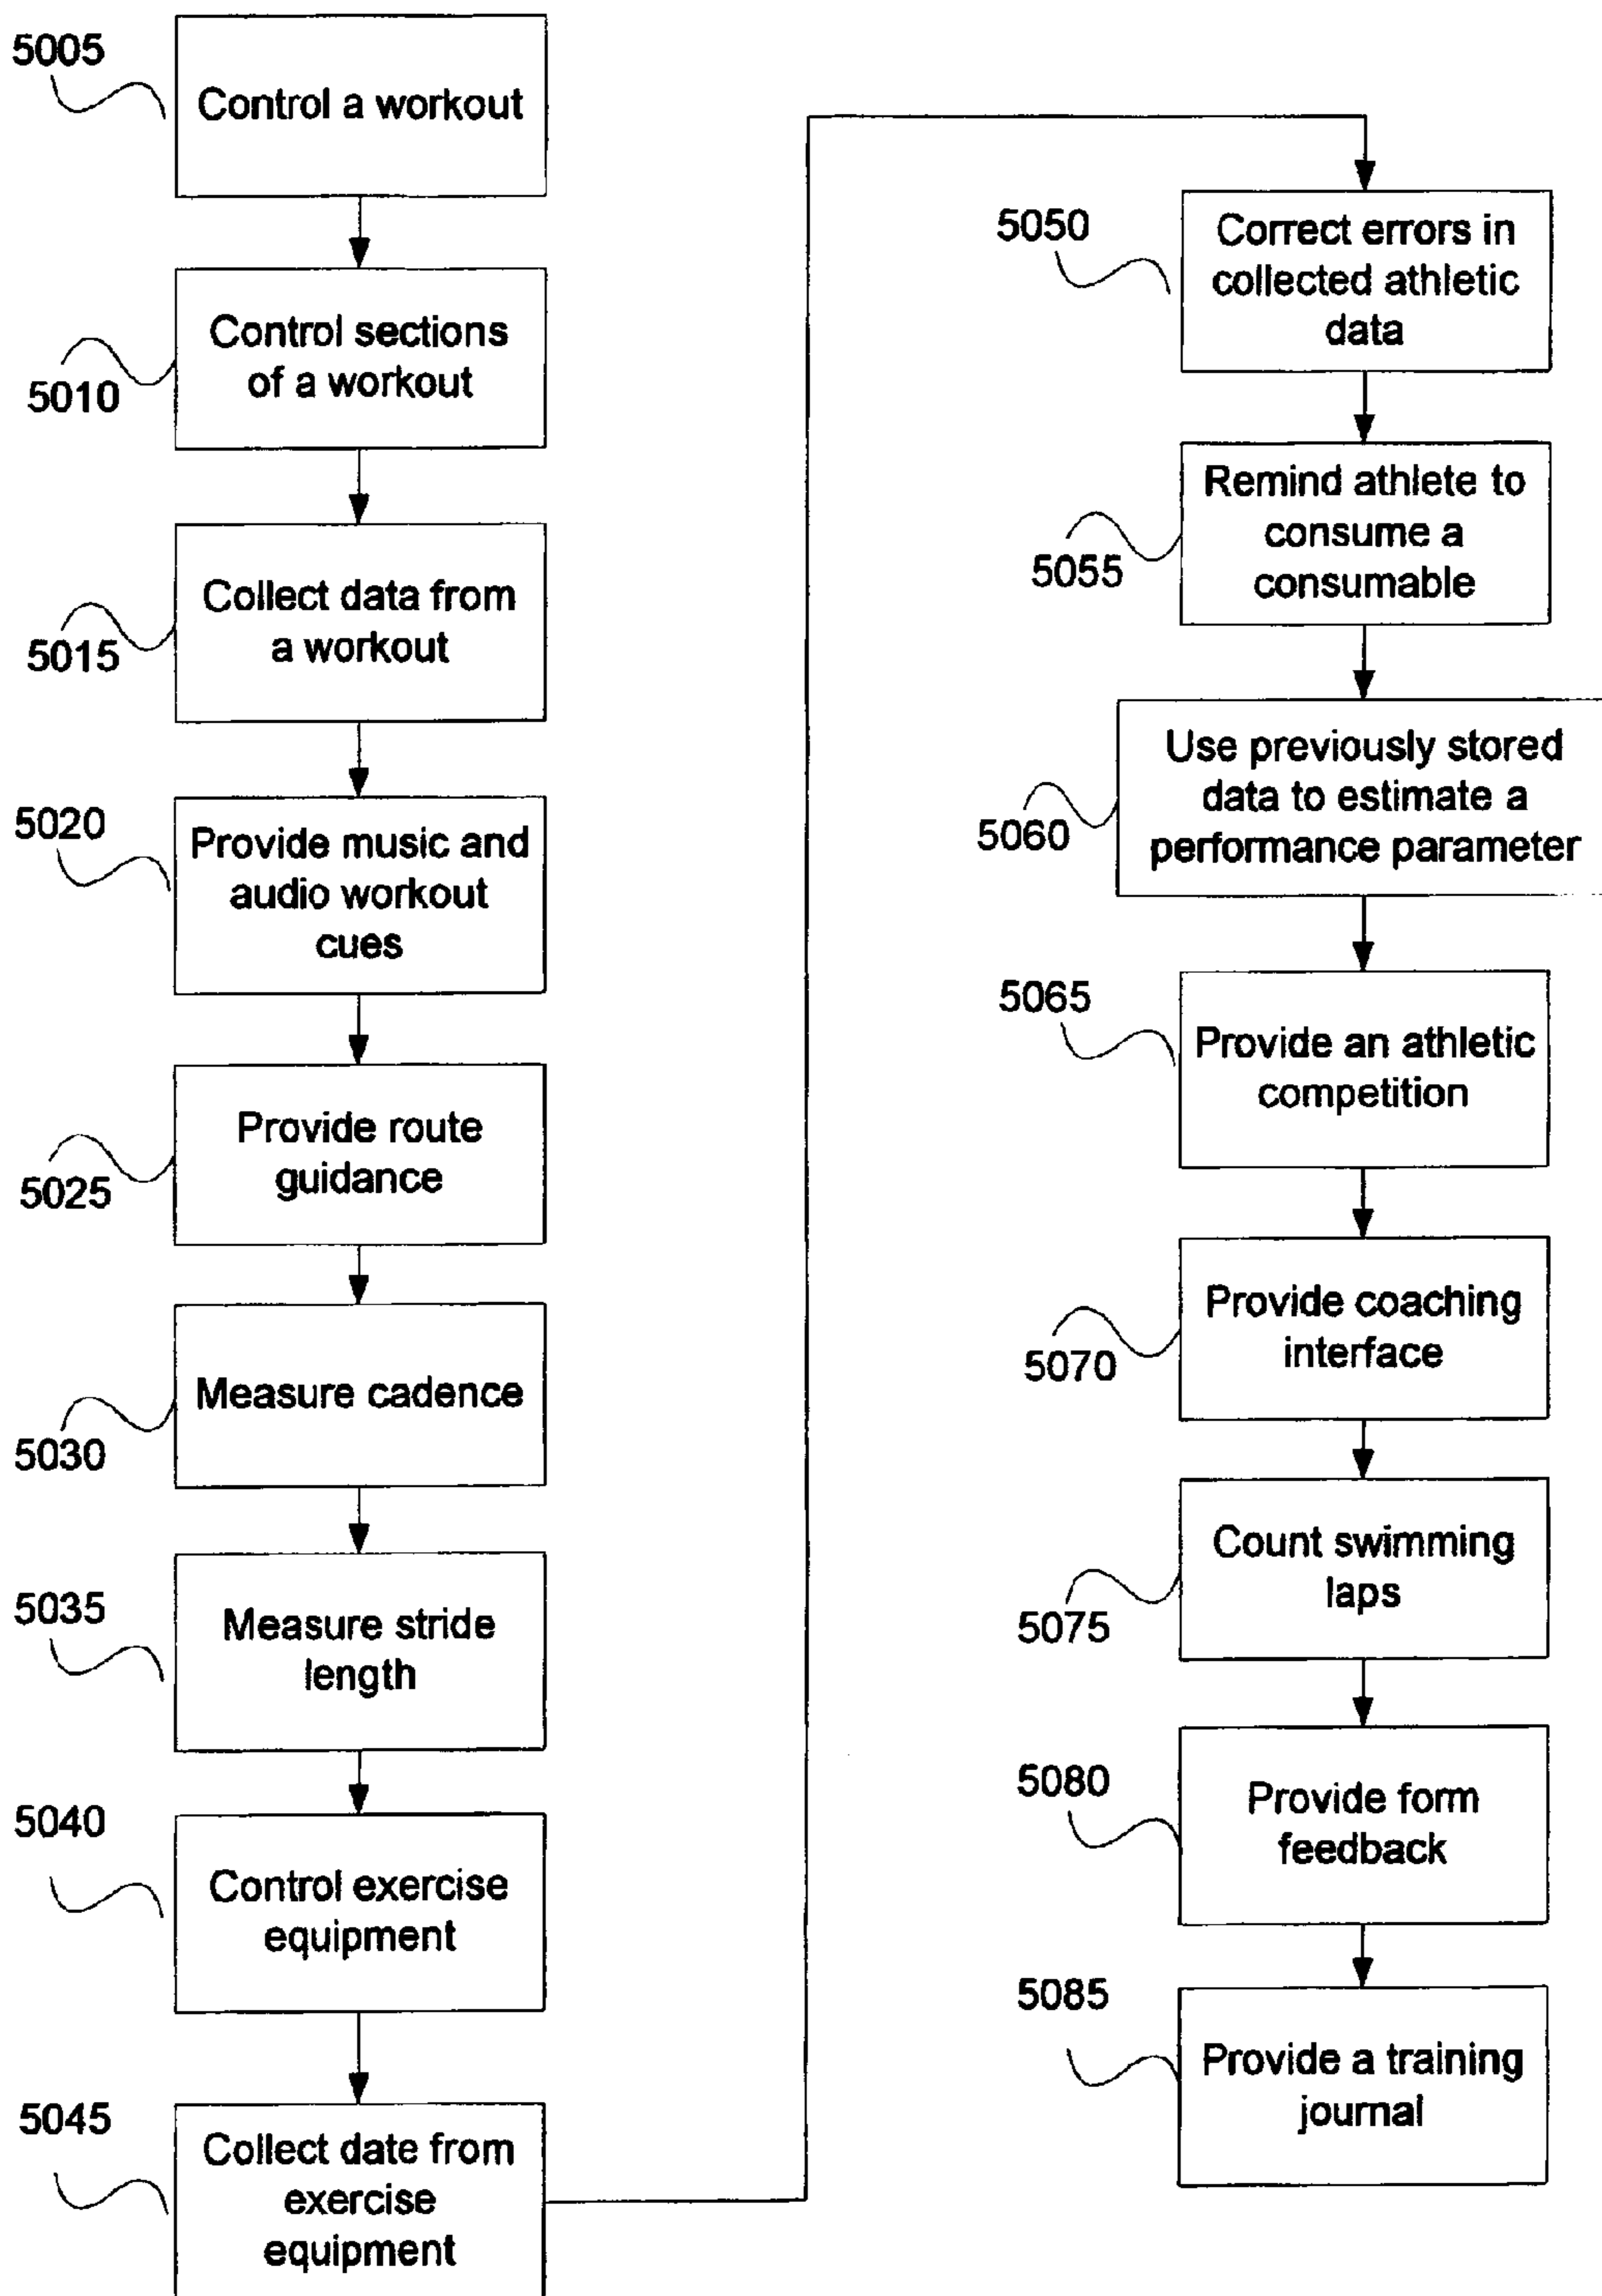 5005
Control a workout
5010
Control sections
of a workout
5015
Collect data from
a workout
5020
Provide music and
audio workout
cues
5025
Provide route
guidance
5030
Measure cadence
5035
Measure stride
length
5040
Control exercise
equipment
5045
Collect date from
exercise
equipment
5050
Correct errors in
collected athletic
data
5055
Remind athlete to
consume a
consumable
5060
Use previously stored
data to estimate a
performance parameter
5065
Provide an athletic
competition
5070
Provide coaching
interface
5075
Count swimming
laps
5080
Provide form
feedback
5085
Provide a training
journal